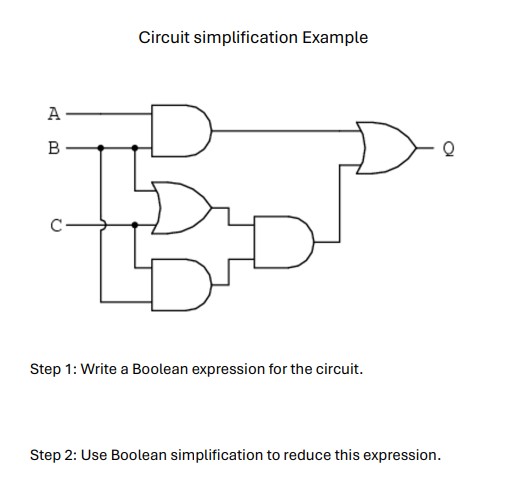 Circuit simplification Example
A
B
Q
C
Step 1: Write a Boolean expression for the circuit.
Step 2: Use Boolean simplification to reduce this expression.